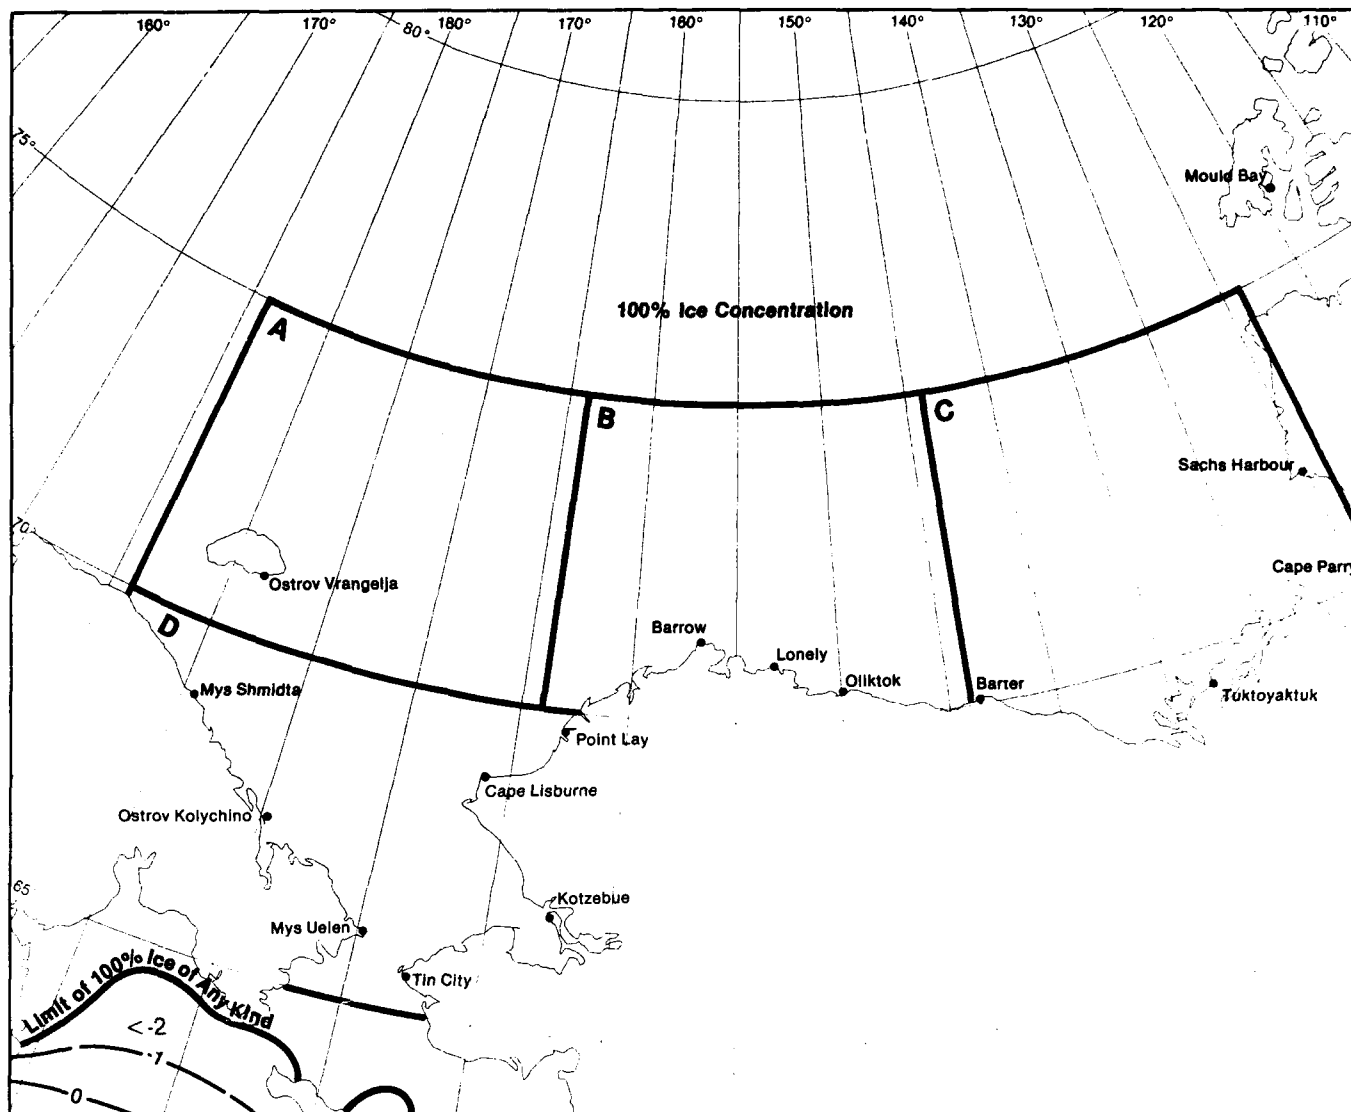 160°
170°
180°
170°
160°
150°
140°
130°
120°
110°
80°
75°
Mould Bay
100% Ice Concentration
A
B
C
Sachs Harbour
70
Ostrov Vrangelja
Cape Parry
D
Barrow
Lonely
Oliktok
Barter
Mys Shmidta
Tuktoyaktuk
Point Lay
Cape Lisburne
Ostrov Kolychino
65
Kotzebue
Mys Uelen
Tin City
Limit of 100% Ice of Any Kind
<-2
-1
0